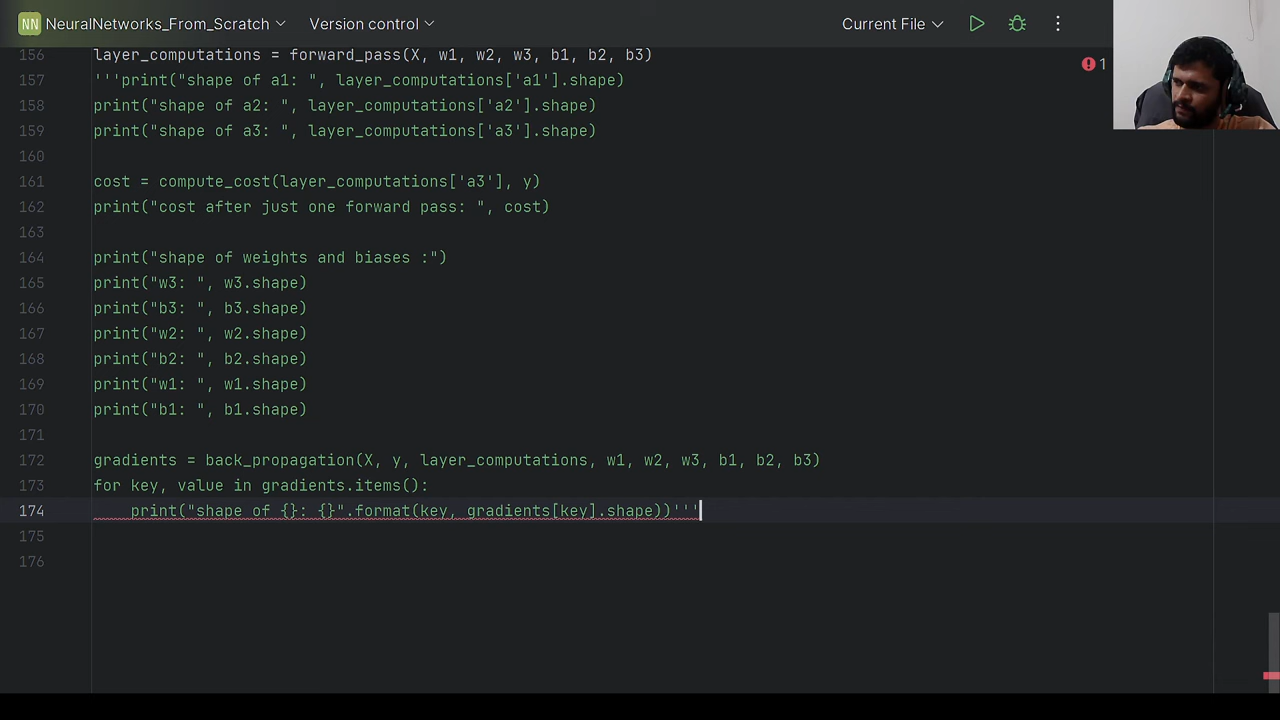 NN NeuralNetworks_From_Scratch Version control Current File
156 layer_computations = forward_pass(X, w1, w2, w3, b1, b2, b3)
1
157 '''print("shape of a1: ", layer_computations['a1'].shape)
158 print("shape of a2: ", layer_computations['a2'].shape)
159 print("shape of a3: ", layer_computations['a3'].shape)
160
161 cost = compute_cost(layer_computations['a3'], y)
162 print("cost after just one forward pass: ", cost)
163
164 print("shape of weights and biases :")
165 print("w3: ", w3.shape)
166 print("b3: ", b3.shape)
167 print("w2: ", w2.shape)
168 print("b2: ", b2.shape)
169 print("w1: ", w1.shape)
170 print("b1: ", b1.shape)
171
172 gradients = back_propagation(X, y, layer_computations, w1, w2, w3, b1, b2, b3)
173 for key, value in gradients.items():
174     print("shape of {}: {}".format(key, gradients[key].shape))'''
175
176